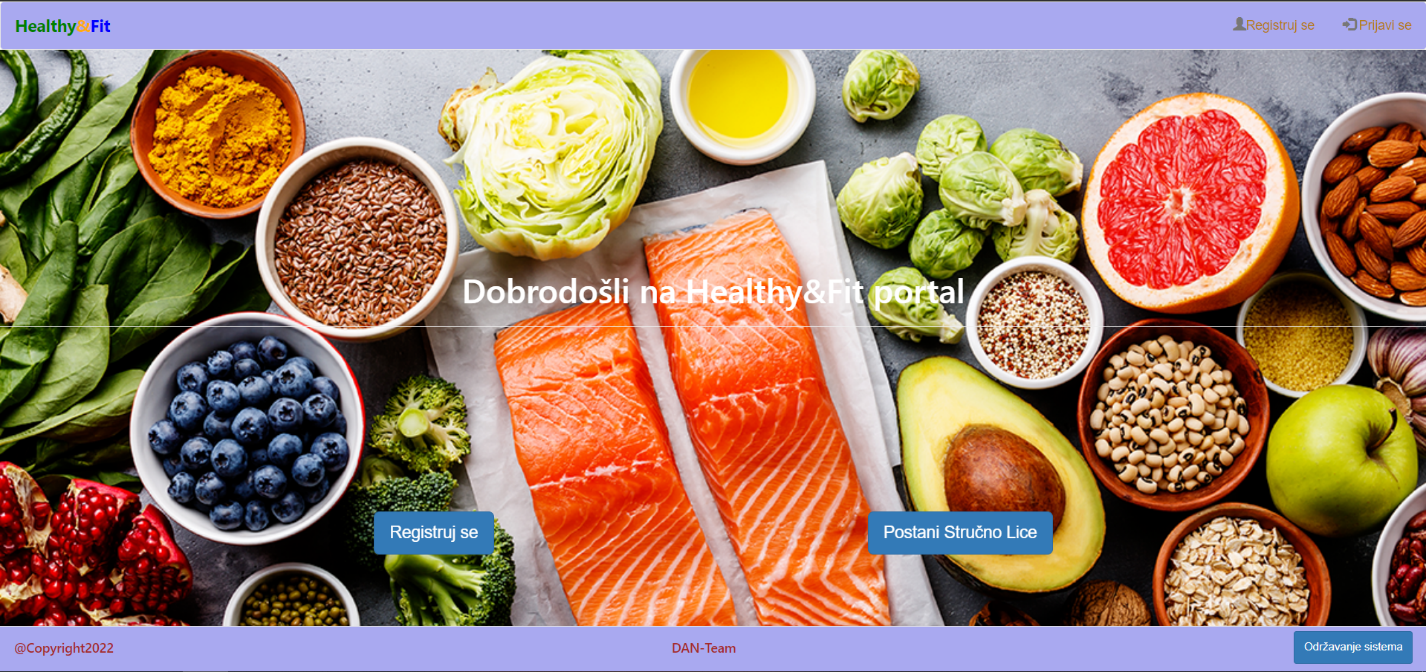 Healthy&Fit
Registruj se
Prijavi se
Dobrodošli na Healthy&Fit portal
Registruj se
Postani Stručno Lice
@Copyright2022
DAN-Team
Održavanje sistema